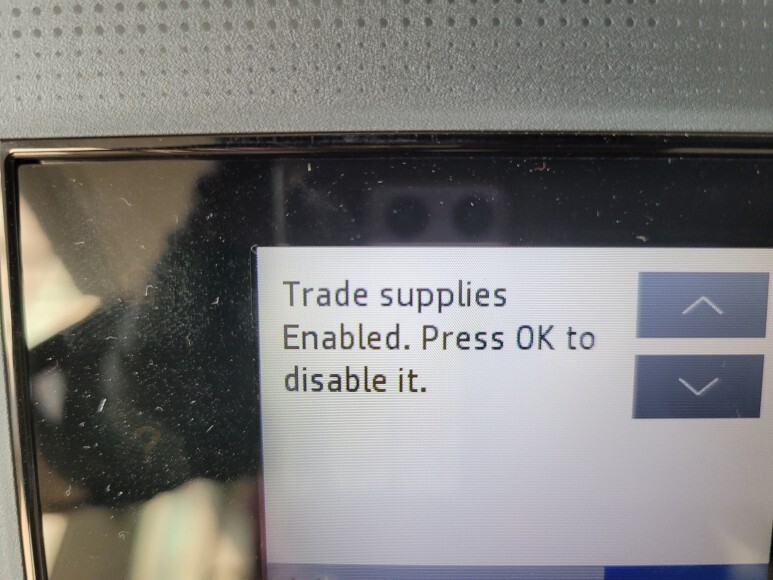 Trade supplies
Enabled. Press OK to
disable it.